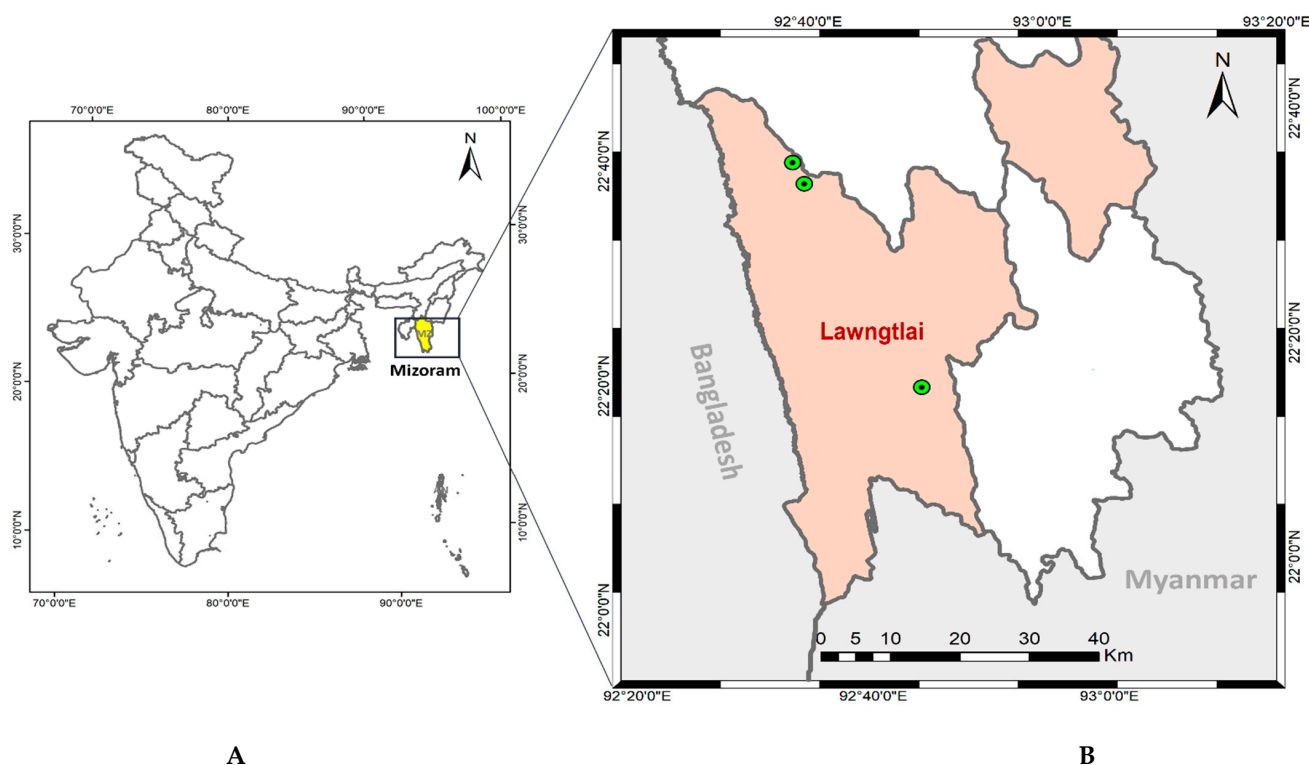 92°40'0"E
93°0'0"E
93°20'0"E
N
22°40'0"N
22°40'0"N
Lawngtlai
Bangladesh
22°20'0"N
22°20'0"N
22°0'0"N
22°0'0"N
Myanmar
0 5 10 20 30 40
Km
92°20'0"E
92°40'0"E
93°0'0"E
70°0'0"E
80°0'0"E
90°0'0"E
100°0'0"E
N
30°0'0"N
30°0'0"N
MZ
Mizoram
20°0'0"N
20°0'0"N
10°0'0"N
10°0'0"N
70°0'0"E
80°0'0"E
90°0'0"E
A
B